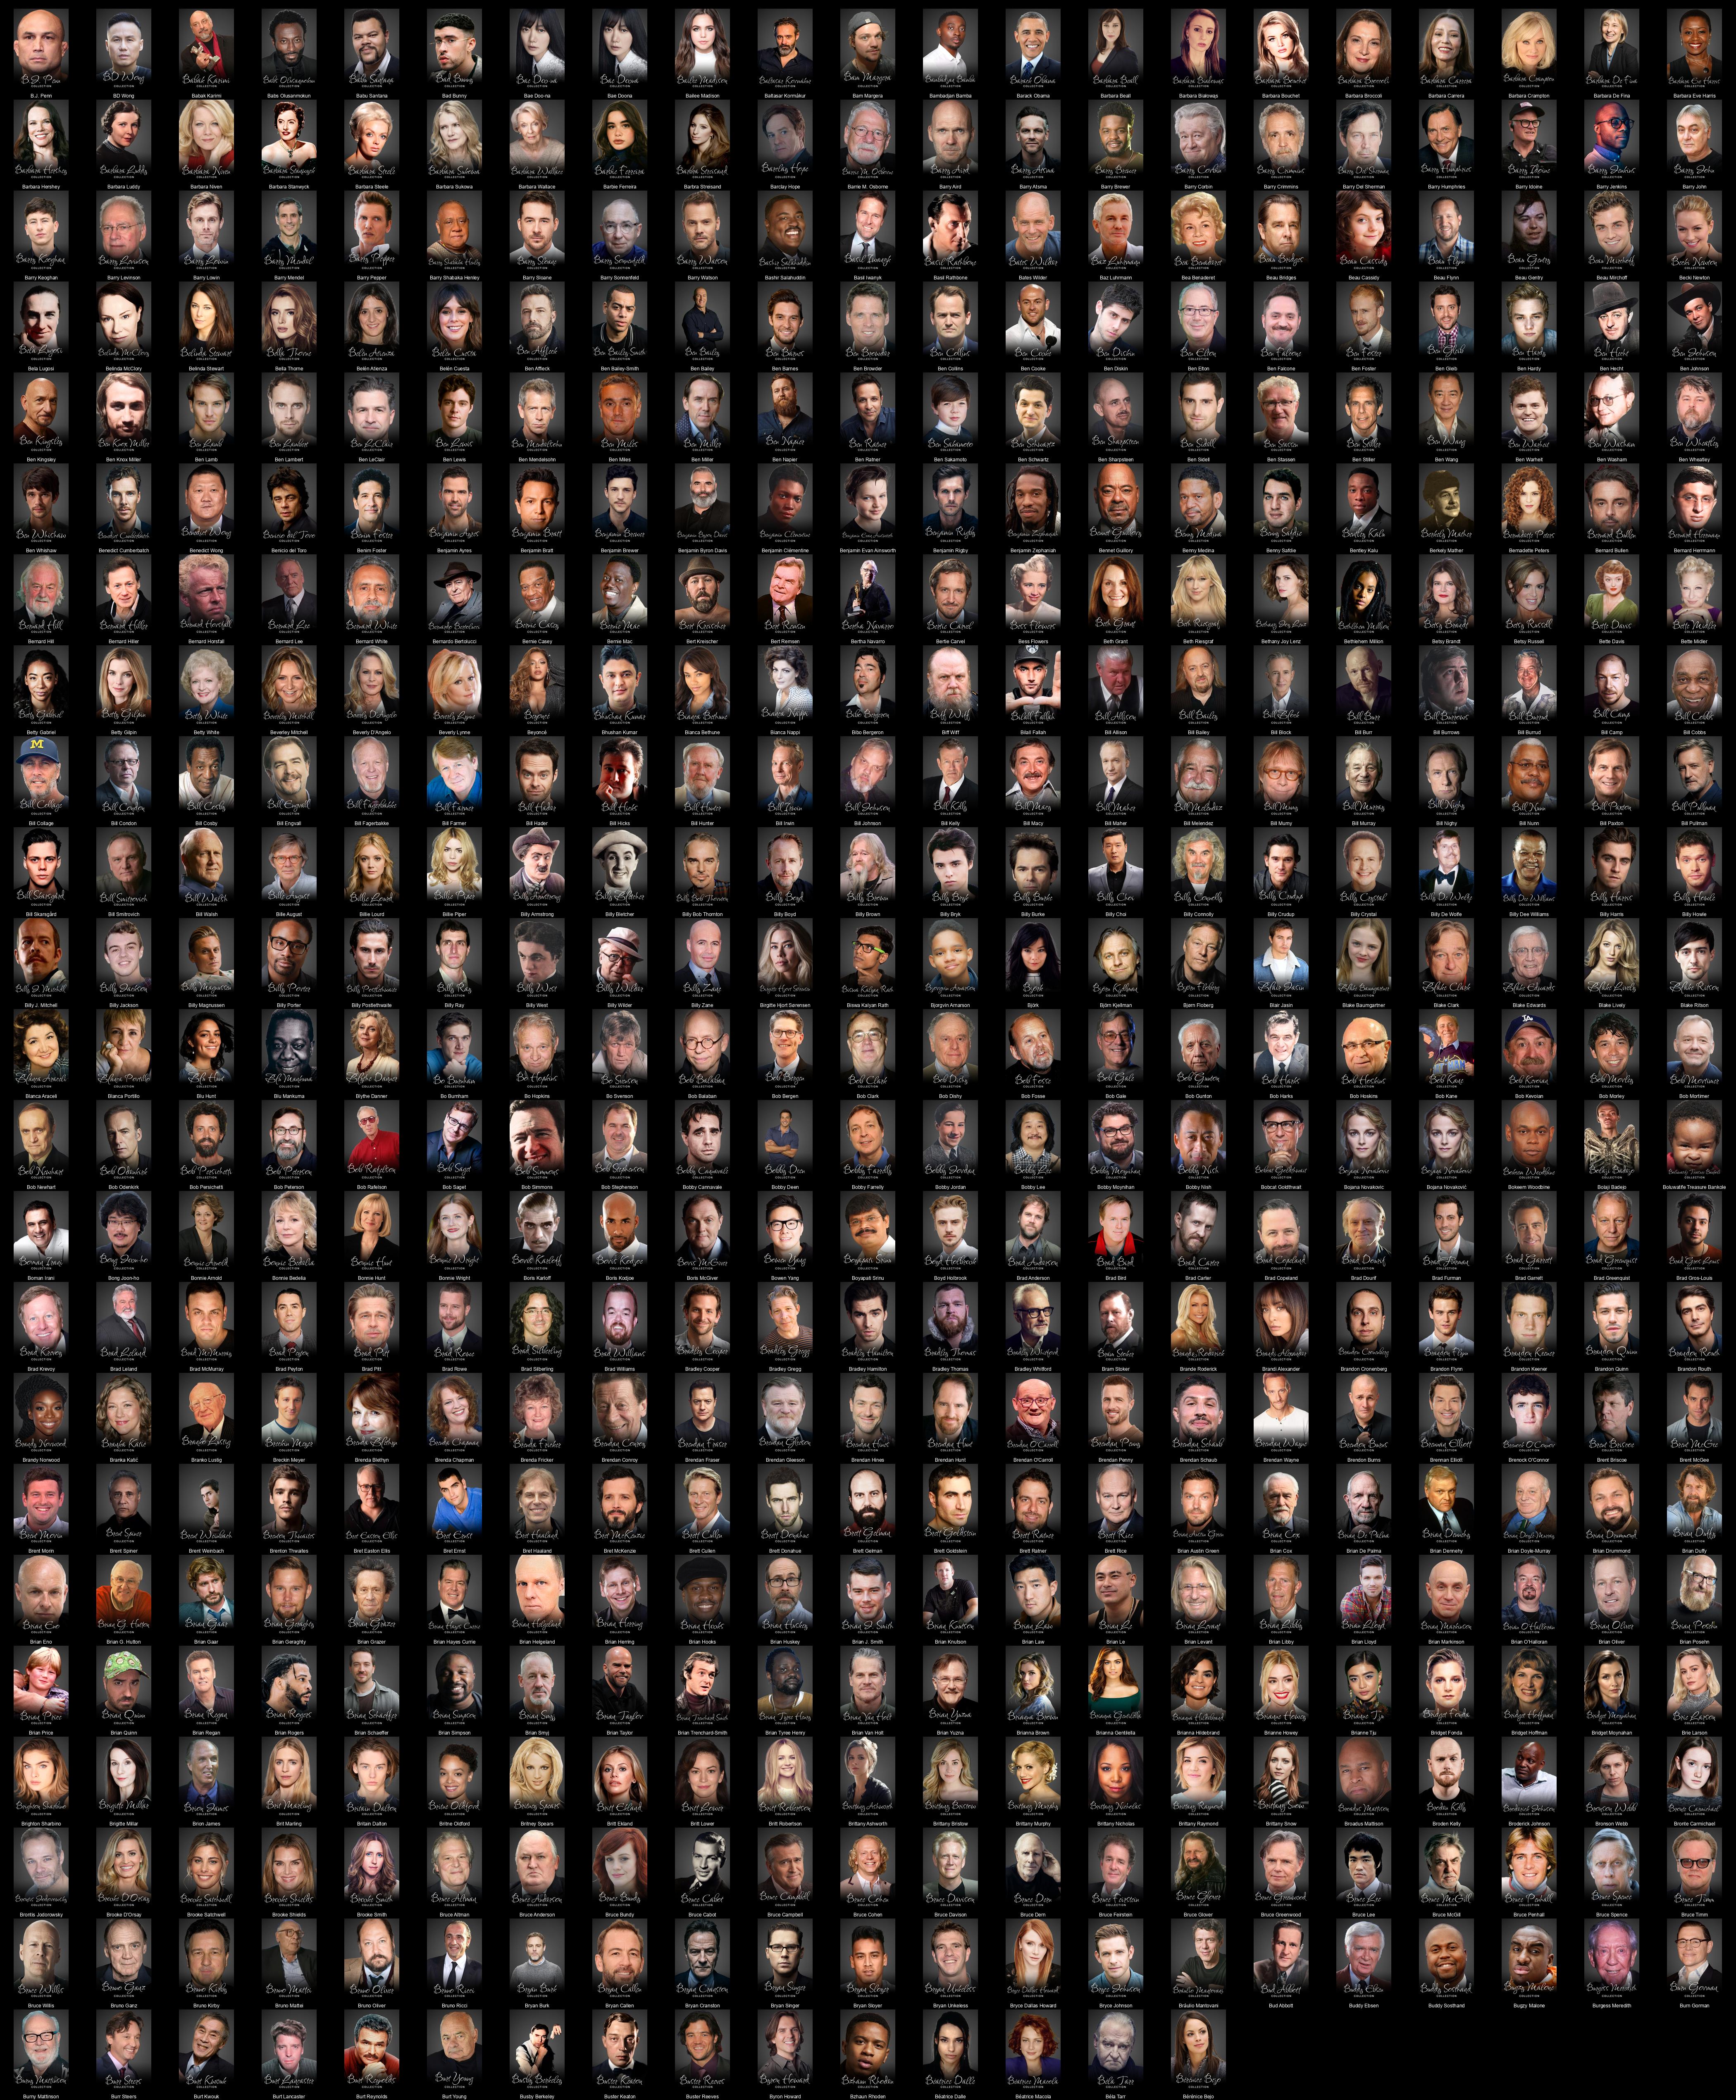 B.J. Penn BD Wong Babak Karimi Babs Olusanmokun Babu Santana Bad Bunny Bae Doo-na Bae Doona Bailee Madison Baltasar Kormákur Bam Margera Bambadjan Bamba Barack Obama Barbara Beall Barbara Bialowąs Barbara Bouchet Barbara Broccoli Barbara Carrera Barbara Crampton Barbara De Fina Barbara Eve Harris
Barbara Hershey Barbara Luddy Barbara Niven Barbara Stanwyck Barbara Steele Barbara Sukowa Barbara Wallace Barbie Ferreira Barbra Streisand Barclay Hope Barrie M. Osborne Barry Aird Barry Atsma Barry Brewer Barry Corbin Barry Crimmins Barry Del Sherman Barry Humphries Barry Idoine Barry Jenkins Barry John
Barry Keoghan Barry Levinson Barry Lowin Barry Mendel Barry Pepper Barry Shabaka Henley Barry Sloane Barry Sonnenfeld Barry Watson Bashir Salahuddin Basil Iwanyk Basil Rathbone Bates Wilder Baz Luhrmann Bea Benaderet Beau Bridges Beau Cassidy Beau Flynn Beau Gentry Beau Mirchoff Becki Newton
Bela Lugosi Belinda McClory Belinda Stewart Bella Thorne Belén Atienza Belén Cuesta Ben Affleck Ben Bailey-Smith Ben Bailey Ben Barnes Ben Browder Ben Collins Ben Cooke Ben Diskin Ben Elton Ben Falcone Ben Foster Ben Gleib Ben Hardy Ben Hecht Ben Johnson
Ben Kingsley Ben Knox Miller Ben Lamb Ben Lambert Ben LeClair Ben Lewis Ben Mendelsohn Ben Miles Ben Miller Ben Napier Ben Ratner Ben Sakamoto Ben Schwartz Ben Sharpsteen Ben Sidell Ben Stassen Ben Stiller Ben Wang Ben Warheit Ben Washam Ben Wheatley
Ben Whishaw Benedict Cumberbatch Benedict Wong Benicio del Toro Benim Foster Benjamin Ayres Benjamin Bratt Benjamin Brewer Benjamin Byron Davis Benjamin Clémentine Benjamin Evan Ainsworth Benjamin Rigby Benjamin Zephaniah Bennet Guillory Benny Medina Benny Safdie Bentley Kalu Berkely Mather Bernadette Peters Bernard Bullen Bernard Herrmann
Bernard Hill Bernard Hiller Bernard Horsfall Bernard Lee Bernard White Bernardo Bertolucci Bernie Casey Bernie Mac Bert Kreischer Bert Remsen Bertha Navarro Bertie Carvel Bess Flowers Beth Grant Beth Riesgraf Bethany Joy Lenz Bethlehem Million Betsy Brandt Betsy Russell Bette Davis Bette Midler
Betty Gabriel Betty Gilpin Betty White Beverley Mitchell Beverly D'Angelo Beverly Lynne Beyoncé Bhushan Kumar Bianca Bethune Bianca Nappi Bibo Bergeron Biff Wiff Bilall Fallah Bill Allison Bill Bailey Bill Block Bill Burr Bill Burrows Bill Burrud Bill Camp Bill Cobbs
Bill Collage Bill Condon Bill Cosby Bill Engvall Bill Fagerbakke Bill Farmer Bill Hader Bill Hicks Bill Hunter Bill Irwin Bill Johnson Bill Kelly Bill Macy Bill Maher Bill Melendez Bill Mumy Bill Murray Bill Nighy Bill Nunn Bill Paxton Bill Pullman
Bill Skarsgård Bill Smitrovich Bill Walsh Bille August Billie Lourd Billie Piper Billy Armstrong Billy Bletcher Billy Bob Thornton Billy Boyd Billy Brown Billy Bryk Billy Burke Billy Choi Billy Connolly Billy Crudup Billy Crystal Billy De Wolfe Billy Dee Williams Billy Harris Billy Howle
Billy J. Mitchell Billy Jackson Billy Magnussen Billy Porter Billy Postlethwaite Billy Ray Billy West Billy Wilder Billy Zane Birgitte Hjort Sørensen Biswa Kalyan Rath Bjorgvin Arnarson Björk Björn Kjellman Bjørn Floberg Blair Jasin Blake Baumgartner Blake Clark Blake Edwards Blake Lively Blake Ritson
Blanca Araceli Blanca Portillo Blu Hunt Blu Mankuma Blythe Danner Bo Burnham Bo Hopkins Bo Svenson Bob Balaban Bob Bergen Bob Clark Bob Dishy Bob Fosse Bob Gale Bob Gunton Bob Harks Bob Hoskins Bob Kane Bob Kevoian Bob Morley Bob Mortimer
Bob Newhart Bob Odenkirk Bob Persichetti Bob Peterson Bob Rafelson Bob Saget Bob Simmons Bob Stephenson Bobby Cannavale Bobby Deen Bobby Farrelly Bobby Jordan Bobby Lee Bobby Moynihan Bobby Nish Bobcat Goldthwait Bojana Novakovic Bojana Novaković Bokeem Woodbine Bolaji Badejo Boluwatife Treasure Bankole
Boman Irani Bong Joon-ho Bonnie Arnold Bonnie Bedelia Bonnie Hunt Bonnie Wright Boris Karloff Boris Kodjoe Boris McGiver Bowen Yang Boyapati Srinu Boyd Holbrook Brad Anderson Brad Bird Brad Carter Brad Copeland Brad Dourif Brad Furman Brad Garrett Brad Greenquist Brad Gros-Louis
Brad Krevoy Brad Leland Brad McMurray Brad Peyton Brad Pitt Brad Rowe Brad Silberling Brad Williams Bradley Cooper Bradley Gregg Bradley Hamilton Bradley Thomas Bradley Whitford Bram Stoker Brande Roderick Brandi Alexander Brandon Cronenberg Brandon Flynn Brandon Keener Brandon Quinn Brandon Routh
Brandy Norwood Branka Katić Branko Lustig Breckin Meyer Brenda Blethyn Brenda Chapman Brenda Fricker Brendan Conroy Brendan Fraser Brendan Gleeson Brendan Hines Brendan Hunt Brendan O'Carroll Brendan Penny Brendan Schaub Brendan Wayne Brendon Burns Brennan Elliott Brenock O'Connor Brent Briscoe Brent McGee
Brent Morin Brent Spiner Brent Weinbach Brenton Thwaites Bret Easton Ellis Bret Ernst Bret Haaland Bret McKenzie Brett Cullen Brett Donahue Brett Gelman Brett Goldstein Brett Ratner Brett Rice Brian Austin Green Brian Cox Brian De Palma Brian Dennehy Brian Doyle-Murray Brian Drummond Brian Duffy
Brian Eno Brian G. Hutton Brian Gaar Brian Geraghty Brian Grazer Brian Hayes Currie Brian Helgeland Brian Herring Brian Hooks Brian Huskey Brian J. Smith Brian Knutson Brian Law Brian Le Brian Levant Brian Libby Brian Lloyd Brian Markinson Brian O'Halloran Brian Oliver Brian Posehn
Brian Price Brian Quinn Brian Regan Brian Rogers Brian Schaeffer Brian Simpson Brian Smrj Brian Taylor Brian Trenchard-Smith Brian Tyree Henry Brian Van Holt Brian Yuzna Brianna Brown Brianna Gentilella Brianna Hildebrand Brianne Howey Brianne Tju Bridget Fonda Bridget Hoffman Bridget Moynahan Brie Larson
Brighton Sharbino Brigitte Millar Brion James Brit Marling Britain Dalton Britne Oldford Britney Spears Britt Ekland Britt Lower Britt Robertson Brittany Ashworth Brittany Bristow Brittany Murphy Brittany Nicholas Brittany Raymond Brittany Snow Broadus Mattison Broden Kelly Broderick Johnson Bronson Webb Bronte Carmichael
Brontis Jodorowsky Brooke D'Orsay Brooke Satchwell Brooke Shields Brooke Smith Bruce Altman Bruce Anderson Bruce Bundy Bruce Cabot Bruce Campbell Bruce Cohen Bruce Davison Bruce Dern Bruce Feirstein Bruce Glover Bruce Greenwood Bruce Lee Bruce McGill Bruce Penhall Bruce Spence Bruce Timm
Bruce Willis Bruno Ganz Bruno Kirby Bruno Mattei Bruno Oliver Bruno Ricci Bryan Burk Bryan Callen Bryan Cranston Bryan Singer Bryan Sloyer Bryan Unkeless Bryce Dallas Howard Bryce Johnson Bráulio Mantovani Bud Abbott Buddy Ebsen Buddy Sosthand Bugzy Malone Burgess Meredith Burn Gorman
Burny Mattinson Burr Steers Burt Kwouk Burt Lancaster Burt Reynolds Burt Young Busby Berkeley Buster Keaton Buster Reeves Byron Howard Bzhaun Rhoden Béatrice Dalle Béatrice Macola Béla Tarr Bérénice Bejo